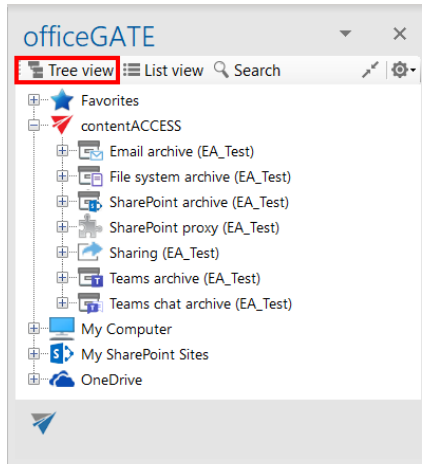 officeGATE
Tree view List view Search
Favorites
contentACCESS
Email archive (EA_Test)
File system archive (EA_Test)
SharePoint archive (EA_Test)
SharePoint proxy (EA_Test)
Sharing (EA_Test)
Teams archive (EA_Test)
Teams chat archive (EA_Test)
My Computer
My SharePoint Sites
OneDrive